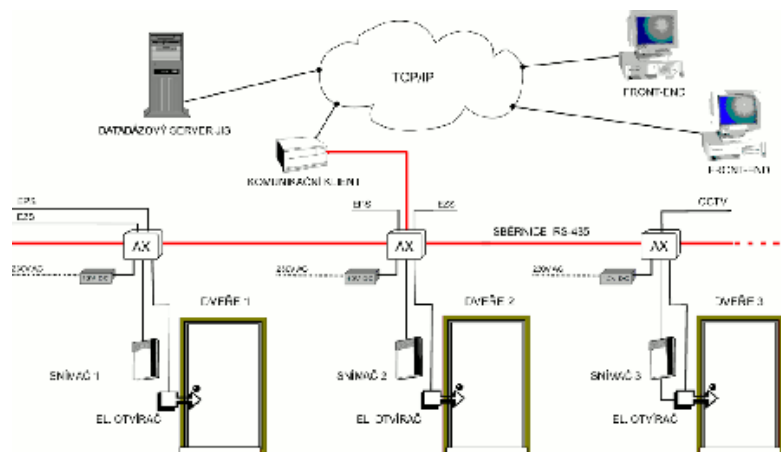 TCP/IP
FRONT-END
DATADÁZOVÝ SERVER JIS
FRONT-END
KOMUNIKAČNÍ KLIENT
EPS
EZS
EPS
EZS
CCTV
SBĚRNICE RS-485
AX
AX
AX
230VAC
230VAC
230VAC
DVEŘE 1
DVEŘE 2
DVEŘE 3
SNÍMAČ 1
SNÍMAČ 2
SNÍMAČ 3
EL. OTVÍRAČ
EL. OTVÍRAČ
EL. OTVÍRAČ